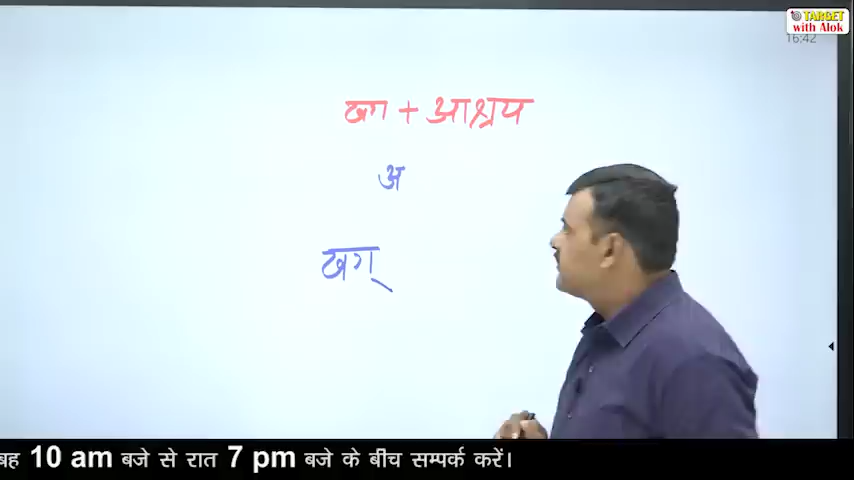 TARGET
with Alok
16:42
खग + आश्रय
अ
खग्
बह 10 am बजे से रात 7 pm बजे के बीच सम्पर्क करें।